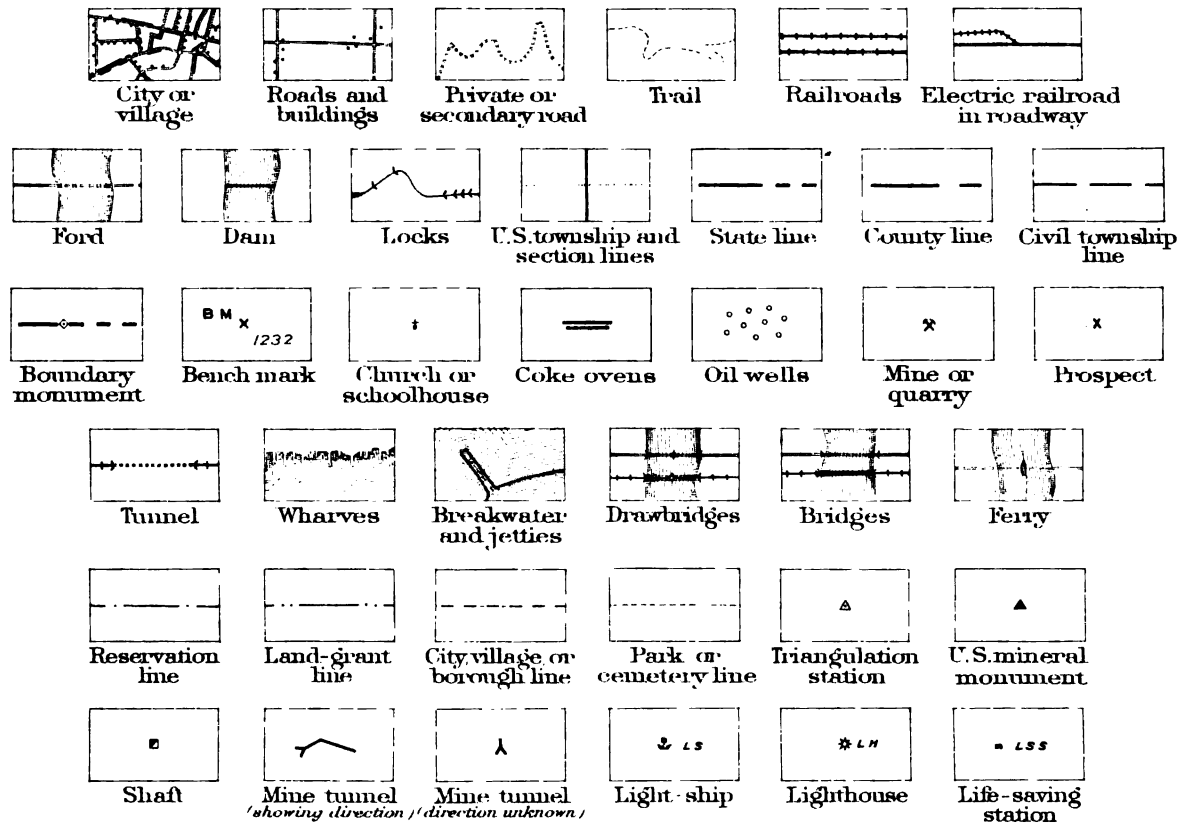 City or
village
Roads and
buildings
Private or
secondary road
Trail
Railroads
Electric railroad
in roadway
Ford
Dam
Locks
U.S. township and
section lines
State line
County line
Civil township
line
B M
1232
Boundary
monument
Bench mark
Church or
schoolhouse
Coke ovens
Oil wells
Mine or
quarry
Prospect
Tunnel
Wharves
Breakwater
and jetties
Drawbridges
Bridges
Ferry
Reservation
line
Land-grant
line
City, village or
borough line
Park or
cemetery line
Triangulation
station
U.S. mineral
monument
L S
L H
L S S
Shaft
Mine tunnel
(showing direction)
Mine tunnel
(direction unknown)
Light-ship
Lighthouse
Life-saving
station